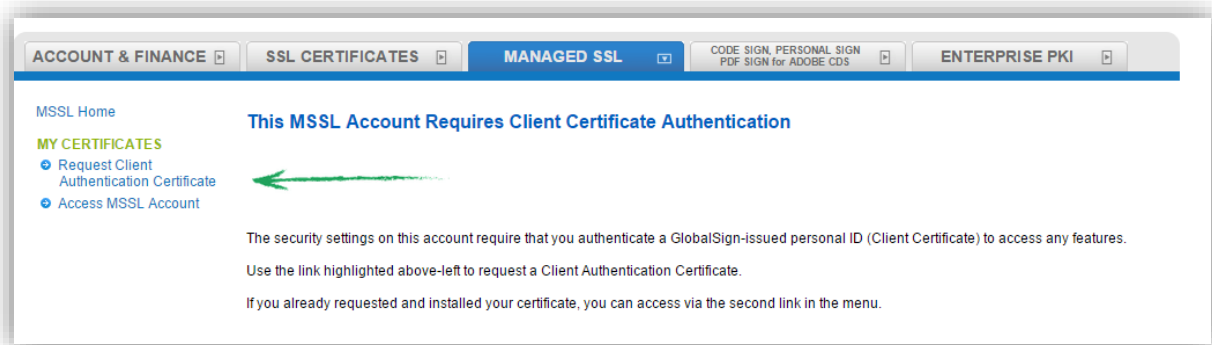 ACCOUNT & FINANCE
SSL CERTIFICATES
MANAGED SSL
CODE SIGN, PERSONAL SIGN
PDF SIGN for ADOBE CDS
ENTERPRISE PKI
MSSL Home
MY CERTIFICATES
Request Client
Authentication Certificate
Access MSSL Account
This MSSL Account Requires Client Certificate Authentication
The security settings on this account require that you authenticate a GlobalSign-issued personal ID (Client Certificate) to access any features.
Use the link highlighted above-left to request a Client Authentication Certificate.
If you already requested and installed your certificate, you can access via the second link in the menu.